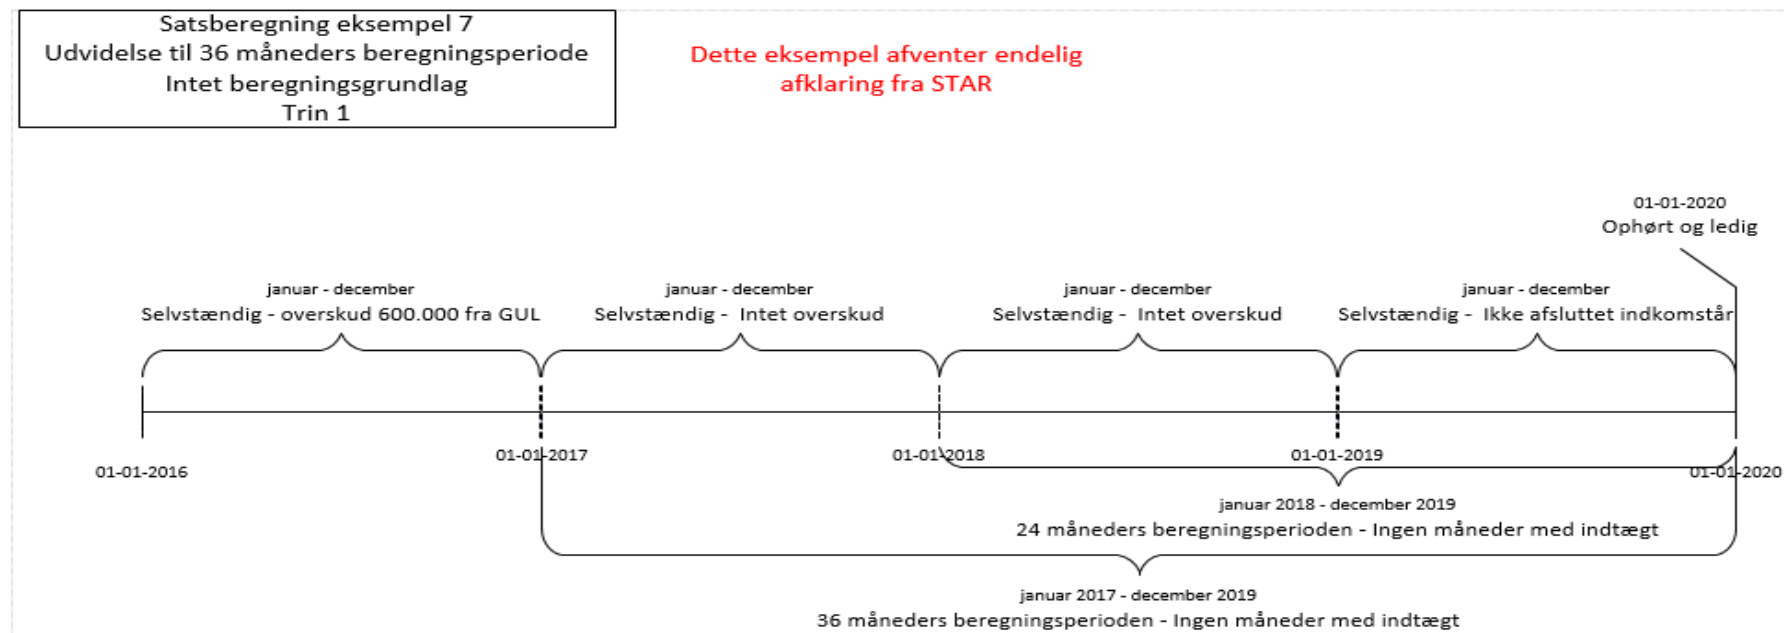 Satsberegning eksempel 7
Udvidelse til 36 måneders beregningsperiode
Intet beregningsgrundlag
Trin 1
Dette eksempel afventer endelig
afklaring fra STAR
01-01-2020
Ophørt og ledig
januar - december
Selvstændig - overskud 600.000 fra GUL
januar - december
Selvstændig - Intet overskud
januar - december
Selvstændig - Intet overskud
januar - december
Selvstændig - Ikke afsluttet indkomstår
01-01-2016
01-01-2017
01-01-2018
01-01-2019
01-01-2020
januar 2018 - december 2019
24 måneders beregningsperioden - Ingen måneder med indtægt
januar 2017 - december 2019
36 måneders beregningsperioden - Ingen måneder med indtægt